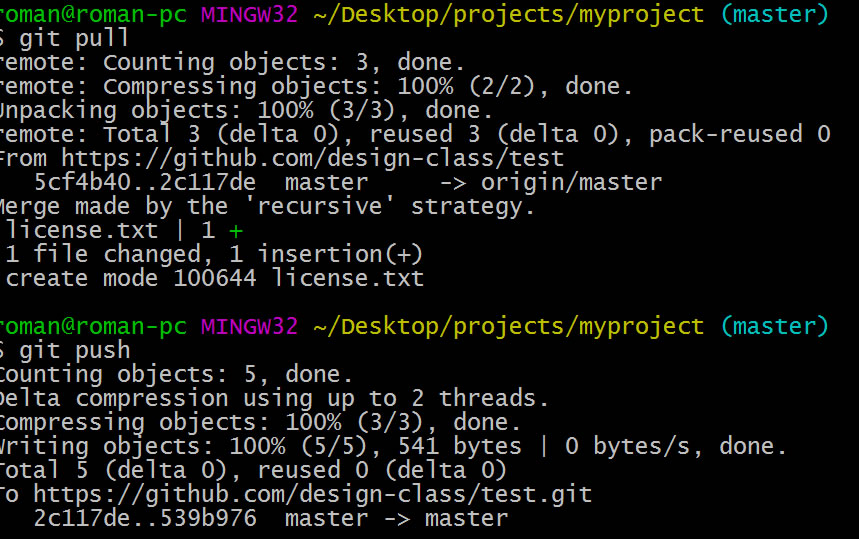 roman@roman-pc MINGW32 ~/Desktop/projects/myproject (master)
$ git pull
remote: Counting objects: 3, done.
remote: Compressing objects: 100% (2/2), done.
Unpacking objects: 100% (3/3), done.
remote: Total 3 (delta 0), reused 3 (delta 0), pack-reused 0
From https://github.com/design-class/test
   5cf4b40..2c117de  master     -> origin/master
Merge made by the 'recursive' strategy.
 license.txt | 1 +
 1 file changed, 1 insertion(+)
 create mode 100644 license.txt
roman@roman-pc MINGW32 ~/Desktop/projects/myproject (master)
$ git push
Counting objects: 5, done.
Delta compression using up to 2 threads.
Compressing objects: 100% (3/3), done.
Writing objects: 100% (5/5), 541 bytes | 0 bytes/s, done.
Total 5 (delta 0), reused 0 (delta 0)
To https://github.com/design-class/test.git
   2c117de..539b976  master -> master